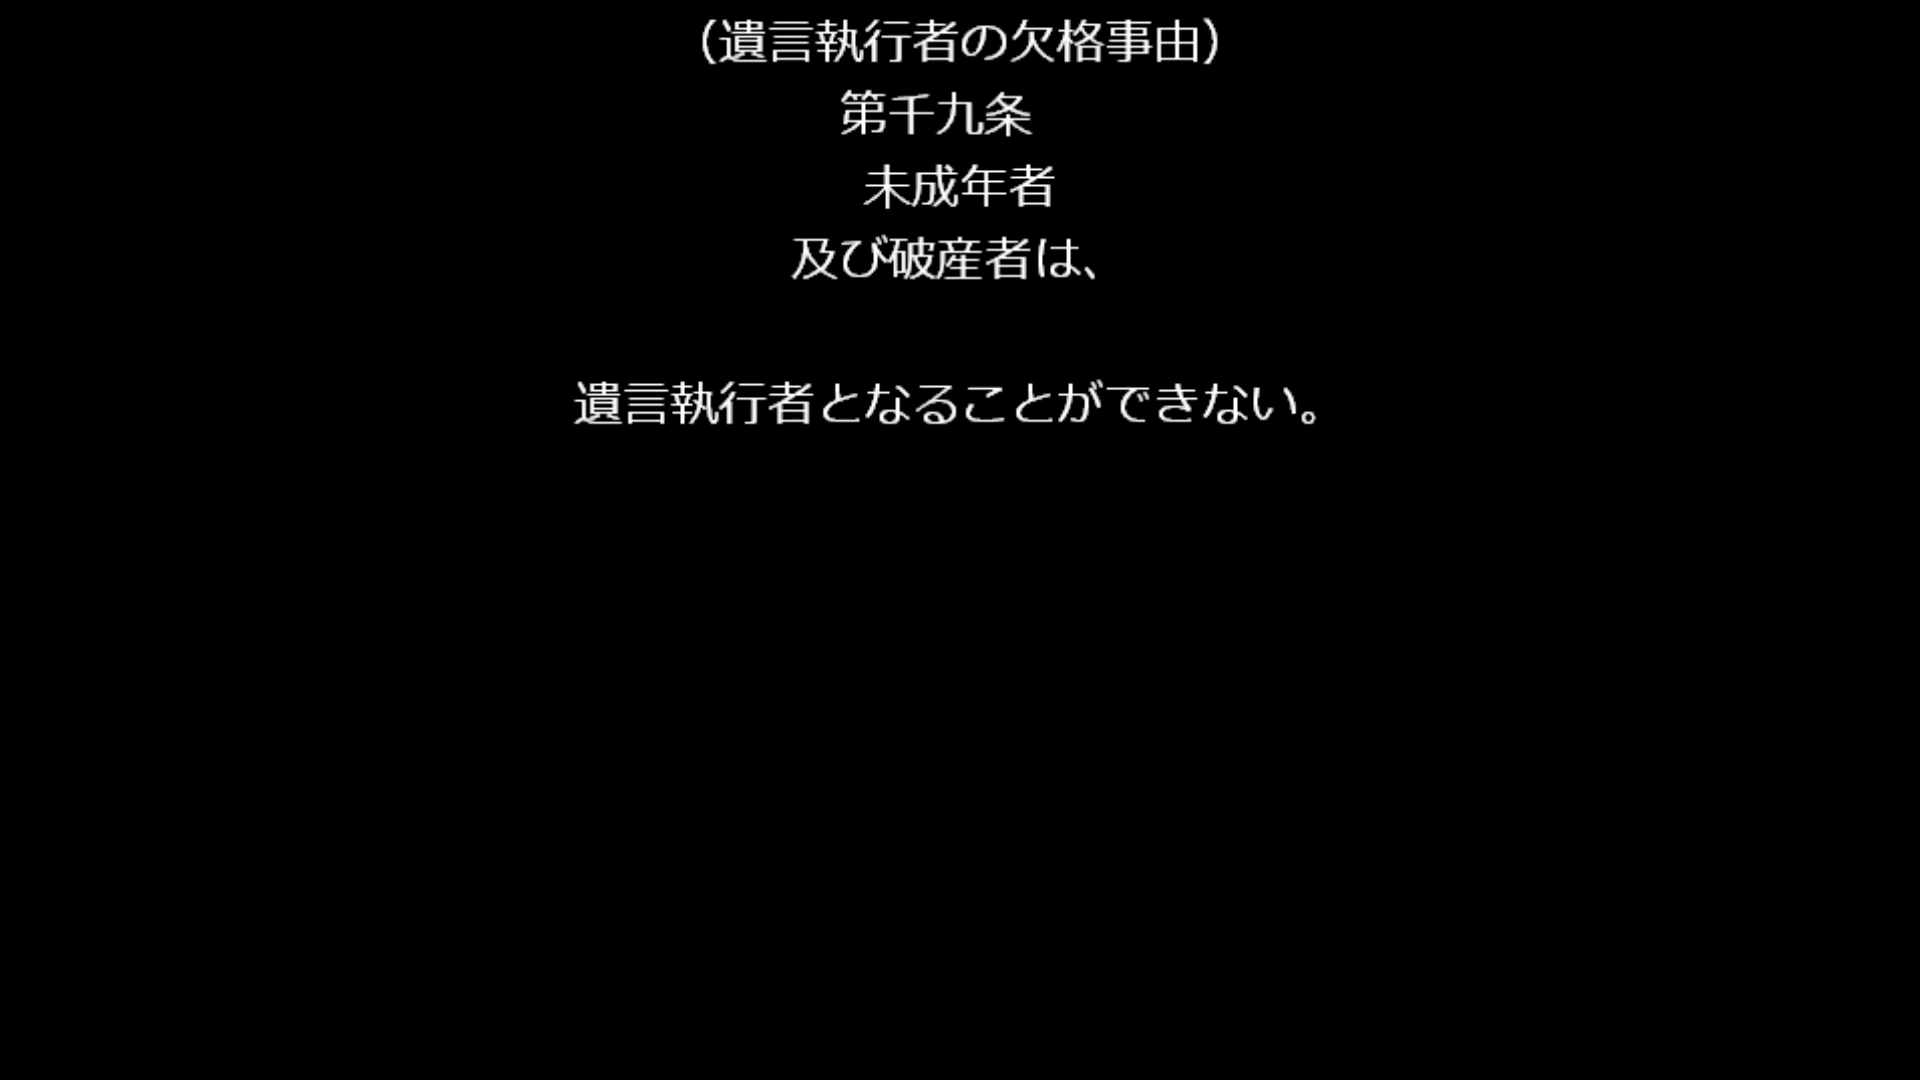 （遺言執行者の欠格事由）
第千九条
未成年者
及び破産者は、
遺言執行者となることができない。